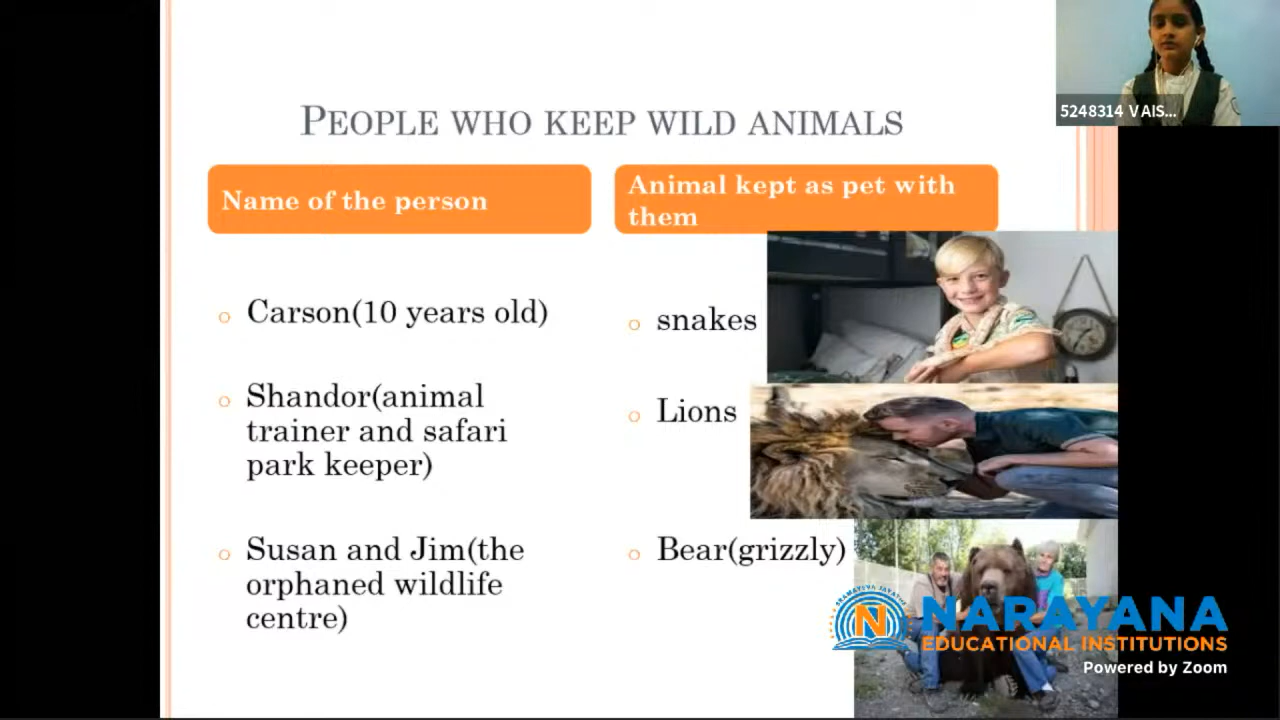 PEOPLE WHO KEEP WILD ANIMALS
Name of the person
Animal kept as pet with
them
Carson(10 years old)
snakes
Shandor(animal
trainer and safari
park keeper)
Lions
Susan and Jim(the
orphaned wildlife
centre)
Bear(grizzly)
5248314 VAIS...
N
NARAYANA
EDUCATIONAL INSTITUTIONS
Powered by Zoom